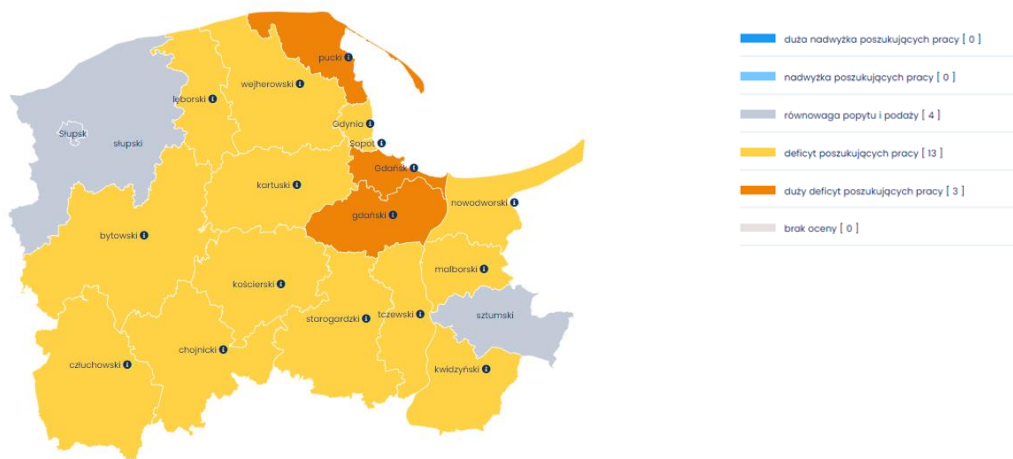 pucki
wejherowski
lęborski
Gdynia
Słupsk
słupski
Sopot
Gdańsk
kartuski
nowodworski
gdański
bytowski
malborski
kościerski
starogardzki
tczewski
sztumski
chojnicki
człuchowski
kwidzyński
duża nadwyżka poszukujących pracy [ 0 ]
nadwyżka poszukujących pracy [ 0 ]
równowaga popytu i podaży [ 4 ]
deficyt poszukujących pracy [ 13 ]
duży deficyt poszukujących pracy [ 3 ]
brak oceny [ 0 ]